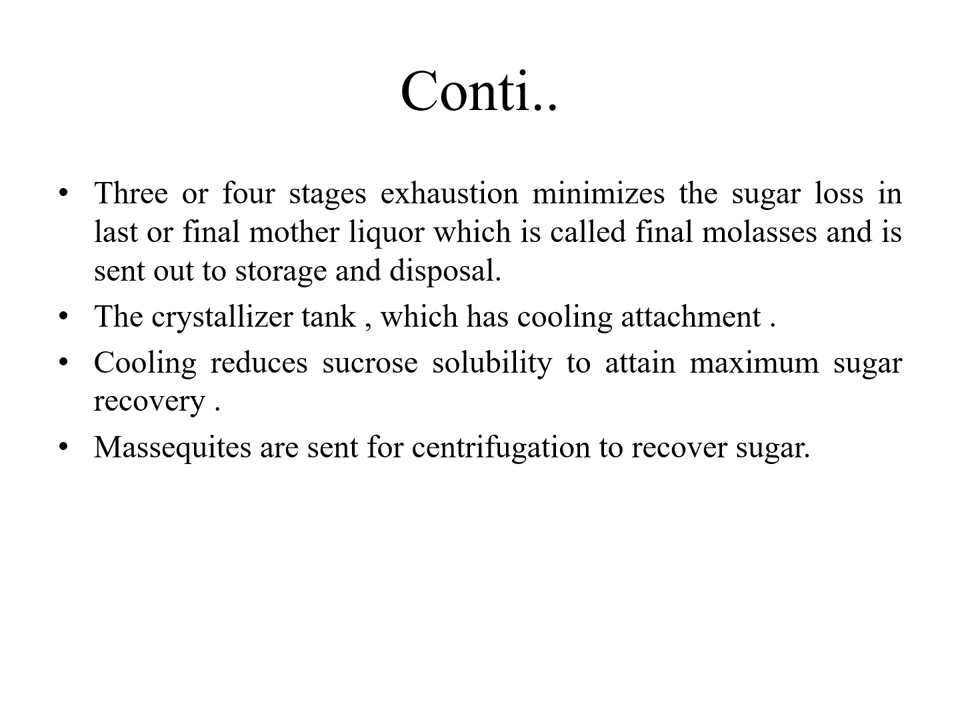 Conti..
• Three or four stages exhaustion minimizes the sugar loss in
last or final mother liquor which is called final molasses and is
sent out to storage and disposal.
• The crystallizer tank , which has cooling attachment .
• Cooling reduces sucrose solubility to attain maximum sugar
recovery .
• Massequites are sent for centrifugation to recover sugar.